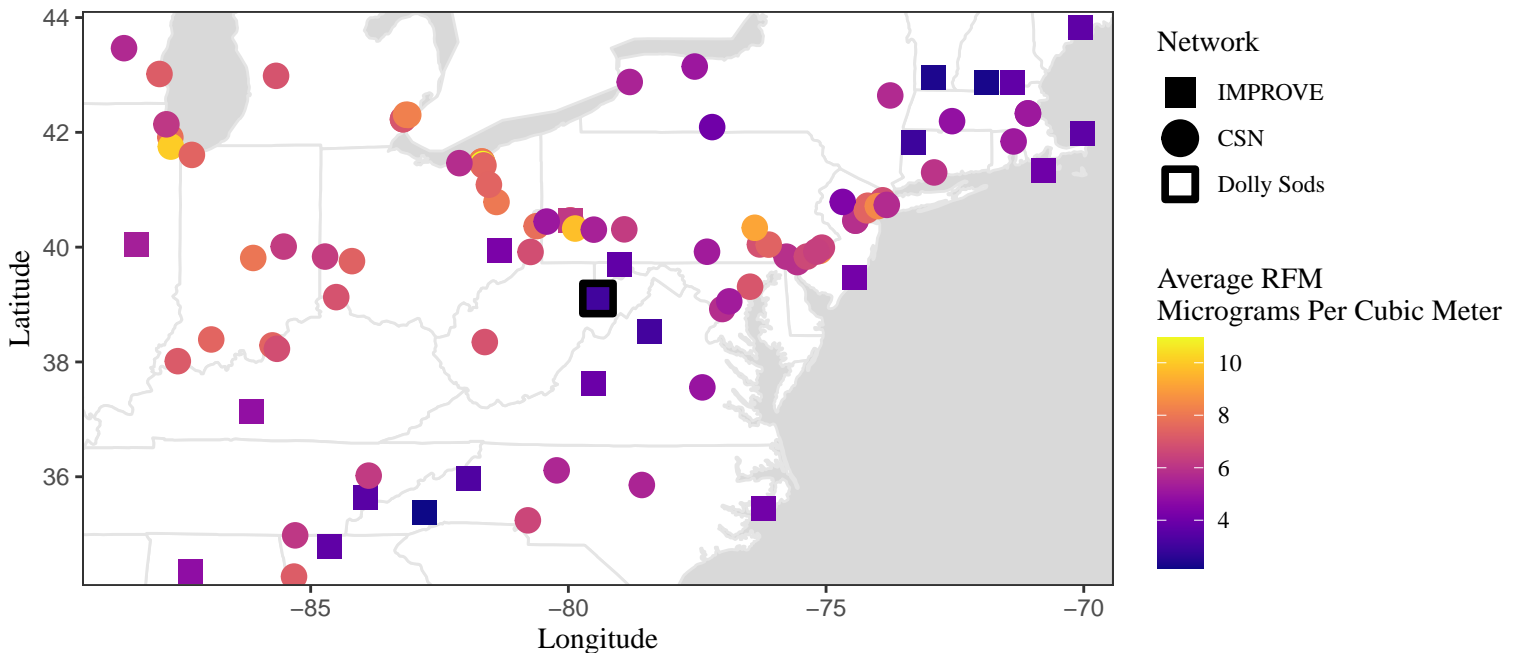 44
42
40
38
36
Latitude
−85
−80
−75
−70
Longitude
Network
IMPROVE
CSN
Dolly Sods
Average RFM
Micrograms Per Cubic Meter
10
8
6
4